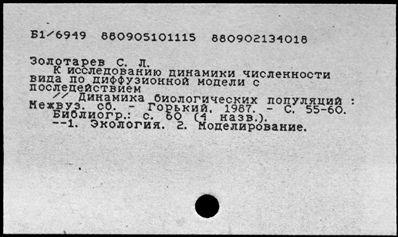 Б1/6949 880905101115 880902134018
Золотарев С. Л.
К исследованию динамики численности
вида по диффузионной модели с
последействием
// Динамика биологических популяций :
Межвуз. сб. - Горький, 1987. - С. 55-60.
Библиогр.: с. 60 (4 назв.).
--1. Экология. 2. Моделирование.